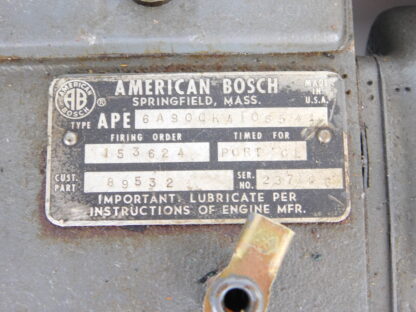 AMERICAN BOSCH
MADE IN U.S.A.
SPRINGFIELD, MASS.
AMERICAN BOSCH
AB
TYPE APE
FIRING ORDER TIMED FOR
153624 PORT
CUST. PART 89532 SER. NO.
IMPORTANT: LUBRICATE PER
INSTRUCTIONS OF ENGINE MFR.